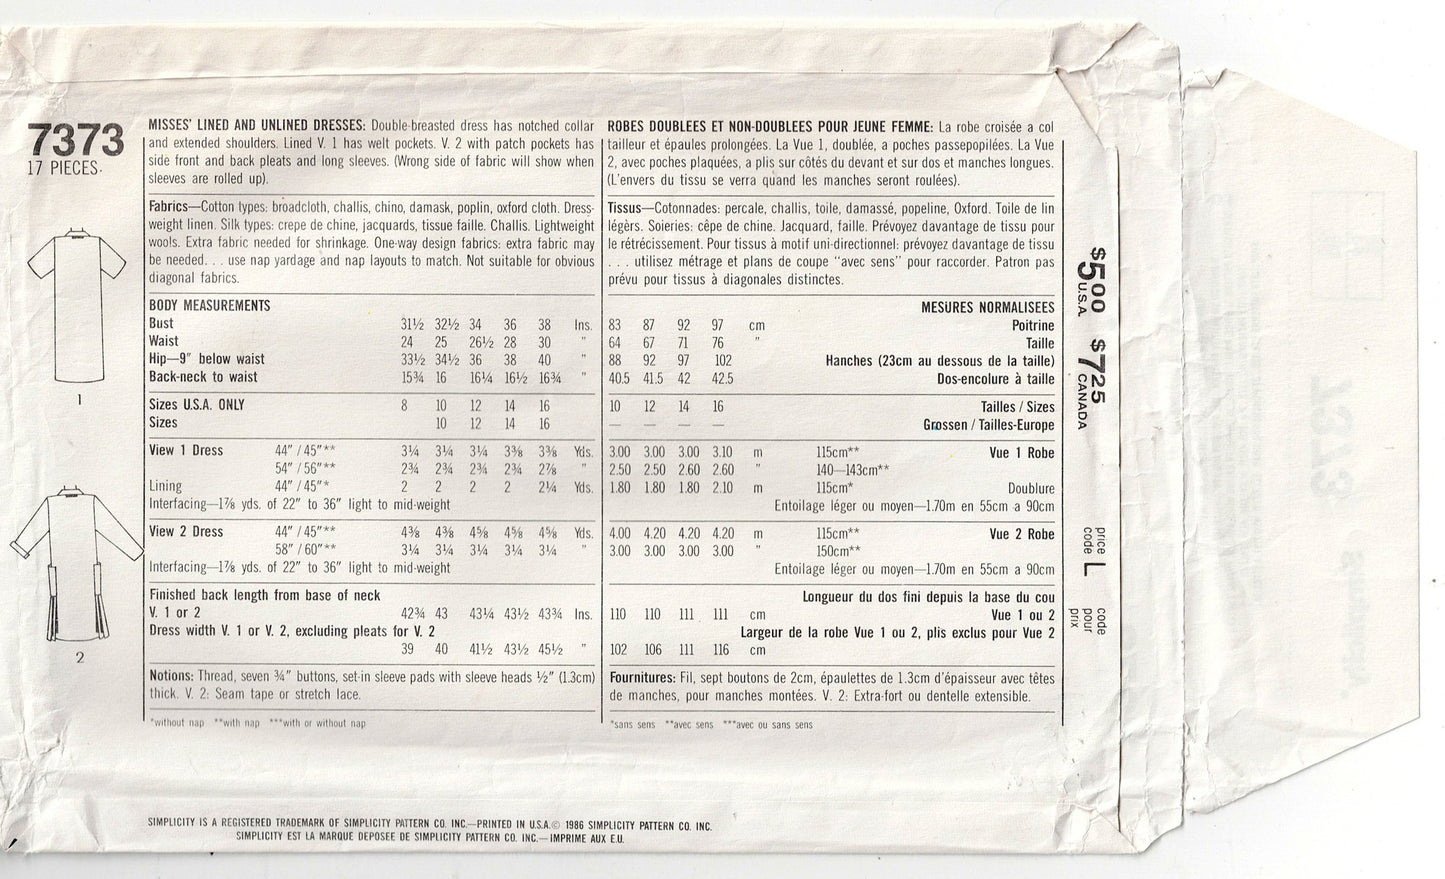 7373
17 PIECES
1
2
MISSES' LINED AND UNLINED DRESSES: Double-breasted dress has notched collar
and extended shoulders. Lined V. 1 has welt pockets. V. 2 with patch pockets has
side front and back pleats and long sleeves. (Wrong side of fabric will show when
sleeves are rolled up).
Fabrics—Cotton types: broadcloth, challis, chino, damask, poplin, oxford cloth. Dress-
weight linen. Silk types: crepe de chine, jacquards, tissue faille. Challis. Lightweight
wools. Extra fabric needed for shrinkage. One-way design fabrics: extra fabric may
be needed. . . use nap yardage and nap layouts to match. Not suitable for obvious
diagonal fabrics.
BODY MEASUREMENTS
Bust 31½ 32½ 34 36 38 Ins.
Waist 24 25 26½ 28 30 "
Hip—9" below waist 33½ 34½ 36 38 40 "
Back-neck to waist 15¾ 16 16¼ 16½ 16¾ "
Sizes U.S.A. ONLY 8 10 12 14 16
Sizes 10 12 14 16
View 1 Dress 44" / 45"** 3¼ 3¼ 3¼ 3⅜ 3⅜ Yds.
54" / 56"** 2¾ 2¾ 2¾ 2¾ 2⅞ "
Lining 44" / 45"* 2 2 2 2 2¼ Yds.
Interfacing—1⅞ yds. of 22" to 36" light to mid-weight
View 2 Dress 44" / 45"** 4⅜ 4⅜ 4⅝ 4⅝ 4⅝ Yds.
58" / 60"** 3¼ 3¼ 3¼ 3¼ 3¼ "
Interfacing—1⅞ yds. of 22" to 36" light to mid-weight
Finished back length from base of neck
V. 1 or 2 42¾ 43 43¼ 43½ 43¾ Ins.
Dress width V. 1 or V. 2, excluding pleats for V. 2
39 40 41½ 43½ 45½ "
Notions: Thread, seven ¾" buttons, set-in sleeve pads with sleeve heads ½" (1.3cm)
thick. V. 2: Seam tape or stretch lace.
*without nap **with nap ***with or without nap
ROBES DOUBLEES ET NON-DOUBLEES POUR JEUNE FEMME: La robe croisée a col
tailleur et épaules prolongées. La Vue 1, doublée, a poches passepoilées. La Vue
2, avec poches plaquées, a plis sur côtés du devant et sur dos et manches longues.
(L'envers du tissu se verra quand les manches seront roulées).
Tissus—Cotonnades: percale, challis, toile, damassé, popeline, Oxford. Toile de lin
légèrs. Soieries: cêpe de chine. Jacquard, faille. Prévoyez davantage de tissu pour
le rétrécissement. Pour tissus à motif uni-directionnel: prévoyez davantage de tissu
. . . utilisez métrage et plans de coupe "avec sens" pour raccorder. Patron pas
prévu pour tissus à diagonales distinctes.
MESURES NORMALISEES
83 87 92 97 cm Poitrine
64 67 71 76 " Taille
88 92 97 102 Hanches (23cm au dessous de la taille)
40.5 41.5 42 42.5 Dos-encolure à taille
10 12 14 16 Tailles / Sizes
— — — — Grossen / Tailles-Europe
3.00 3.00 3.00 3.10 m 115cm** Vue 1 Robe
2.50 2.50 2.60 2.60 " 140—143cm**
1.80 1.80 1.80 2.10 m 115cm* Doublure
Entoilage léger ou moyen—1.70m en 55cm a 90cm
4.00 4.20 4.20 4.20 m 115cm** Vue 2 Robe
3.00 3.00 3.00 3.00 " 150cm**
Entoilage léger ou moyen—1.70m en 55cm a 90cm
Longueur du dos fini depuis la base du cou
110 110 111 111 cm Vue 1 ou 2
Largeur de la robe Vue 1 ou 2, plis exclus pour Vue 2
102 106 111 116 cm
Fournitures: Fil, sept boutons de 2cm, épaulettes de 1.3cm d'épaisseur avec têtes
de manches, pour manches montées. V. 2: Extra-fort ou dentelle extensible.
*sans sens **avec sens ***avec ou sans sens
$5.00 U.S.A. $7.25 CANADA
price code L code pour prix
SIMPLICITY IS A REGISTERED TRADEMARK OF SIMPLICITY PATTERN CO. INC.—PRINTED IN U.S.A.© 1986 SIMPLICITY PATTERN CO. INC.
SIMPLICITY EST LA MARQUE DEPOSEE DE SIMPLICITY PATTERN CO. INC.—IMPRIME AUX E.U.